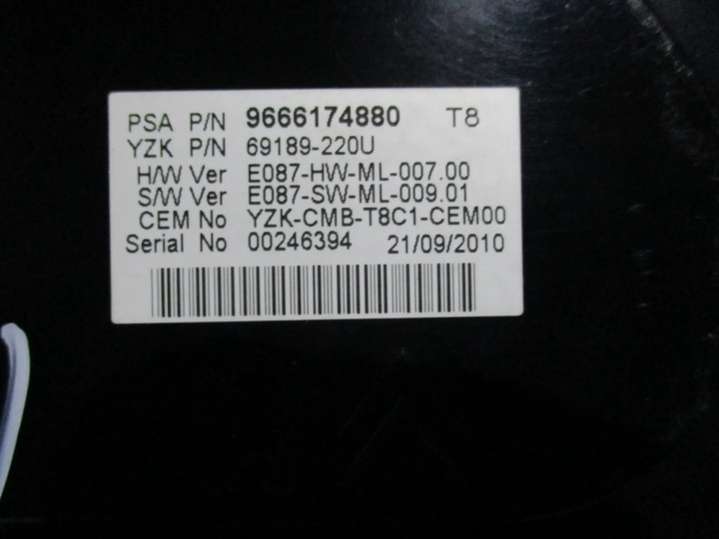 PSA P/N 9666174880 T8
YZK P/N 69189-220U
H/W Ver E087-HW-ML-007.00
S/W Ver E087-SW-ML-009.01
CEM No YZK-CMB-T8C1-CEM00
Serial No 00246394 21/09/2010